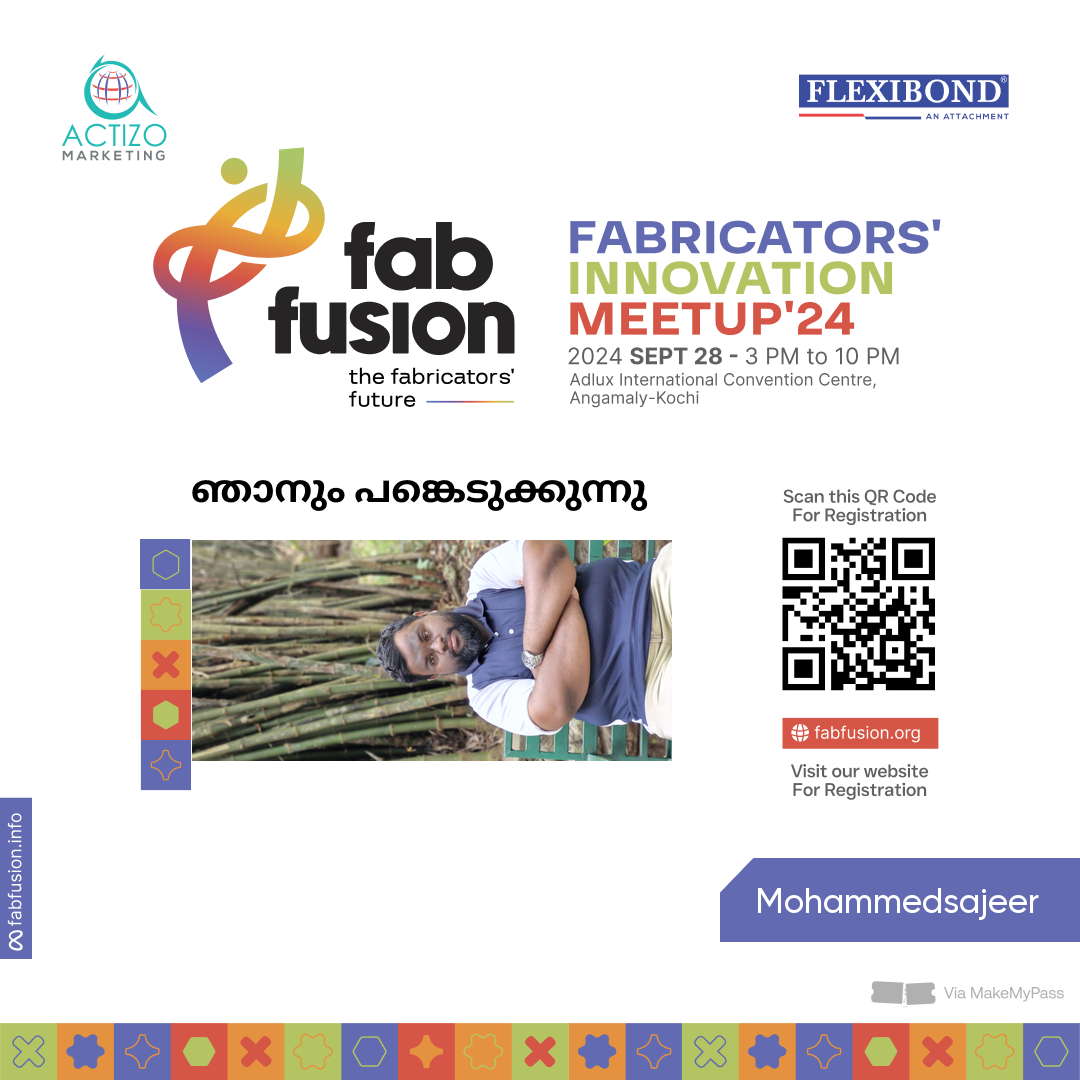 ACTIZO
MARKETING
FLEXIBOND®
AN ATTACHMENT
fab
fusion
the fabricators'
future
FABRICATORS'
INNOVATION
MEETUP'24
2024 SEPT 28 - 3 PM to 10 PM
Adlux International Convention Centre,
Angamaly-Kochi
ഞാനും പങ്കെടുക്കുന്നു
Scan this QR Code
For Registration
fabfusion.org
Visit our website
For Registration
fabfusion.info
Mohammedsajeer
Via MakeMyPass